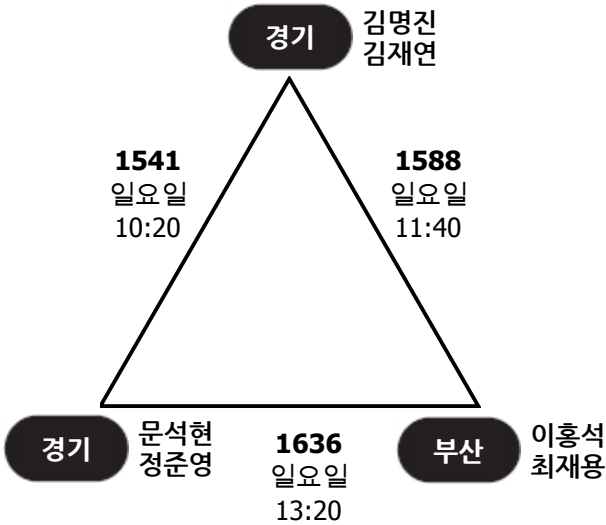 경기
김명진
김재연
1541
일요일
10:20
1588
일요일
11:40
경기
문석현
정준영
1636
일요일
13:20
부산
이홍석
최재용